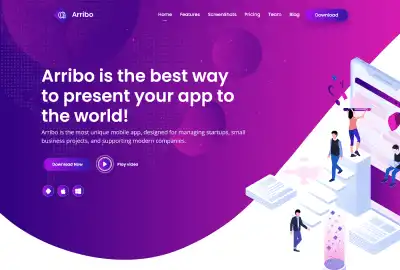 Arribo
Home Features ScreenShots Pricing Team Blog Download
Arribo is the best way
to present your app to
the world!
Arribo is the most unique mobile app, designed for managing startups, small
business projects, and supporting modern companies.
Download Now Play video